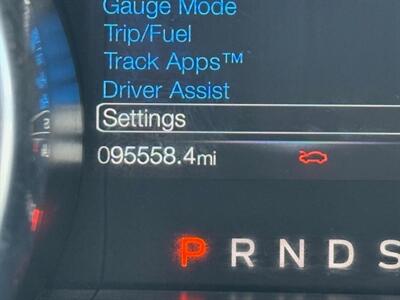 Gauge Mode
Trip/Fuel
Track Apps™
Driver Assist
Settings
095558.4mi
P R N D S